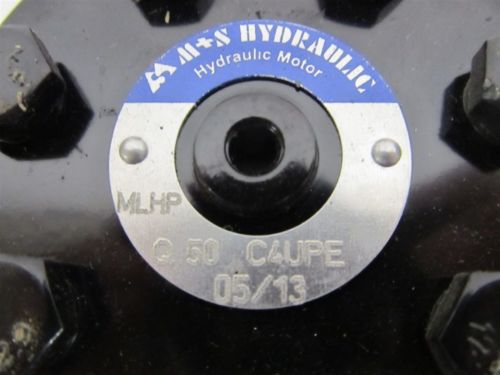 M+S HYDRAULIC
Hydraulic Motor
MLHP
Q 50 C4UPE
05/13